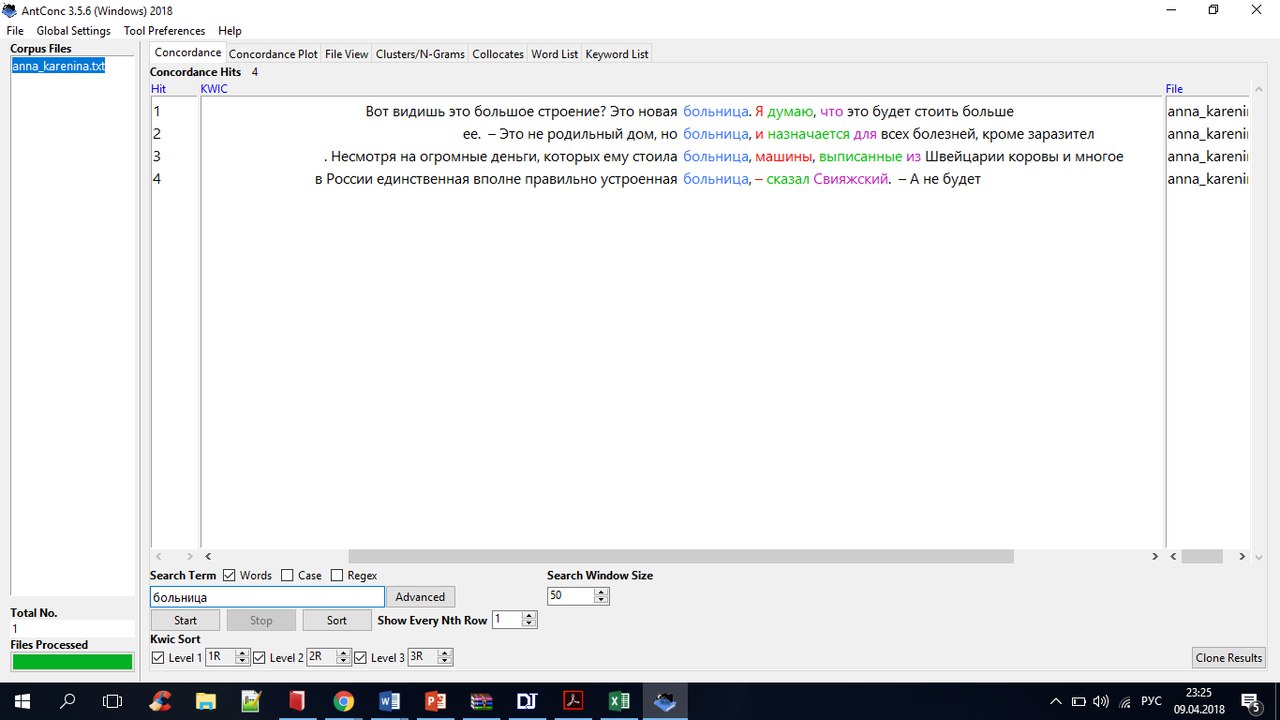 AntConc 3.5.6 (Windows) 2018
File Global Settings Tool Preferences Help
Corpus Files
anna_karenina.txt
Concordance Concordance Plot File View Clusters/N-Grams Collocates Word List Keyword List
Concordance Hits 4
Hit KWIC File
1 Вот видишь это большое строение? Это новая больница. Я думаю, что это будет стоить больше anna_kareni
2 ее. – Это не родильный дом, но больница, и назначается для всех болезней, кроме заразител anna_kareni
3 . Несмотря на огромные деньги, которых ему стоила больница, машины, выписанные из Швейцарии коровы и многое anna_kareni
4 в России единственная вполне правильно устроенная больница, – сказал Свияжский. – А не будет anna_kareni
Search Term Words Case Regex Search Window Size
больница Advanced 50
Start Stop Sort Show Every Nth Row 1
Kwic Sort
Level 1 1R Level 2 2R Level 3 3R Clone Results
Total No.
1
Files Processed
DT РУС 23:25
09.04.2018 5